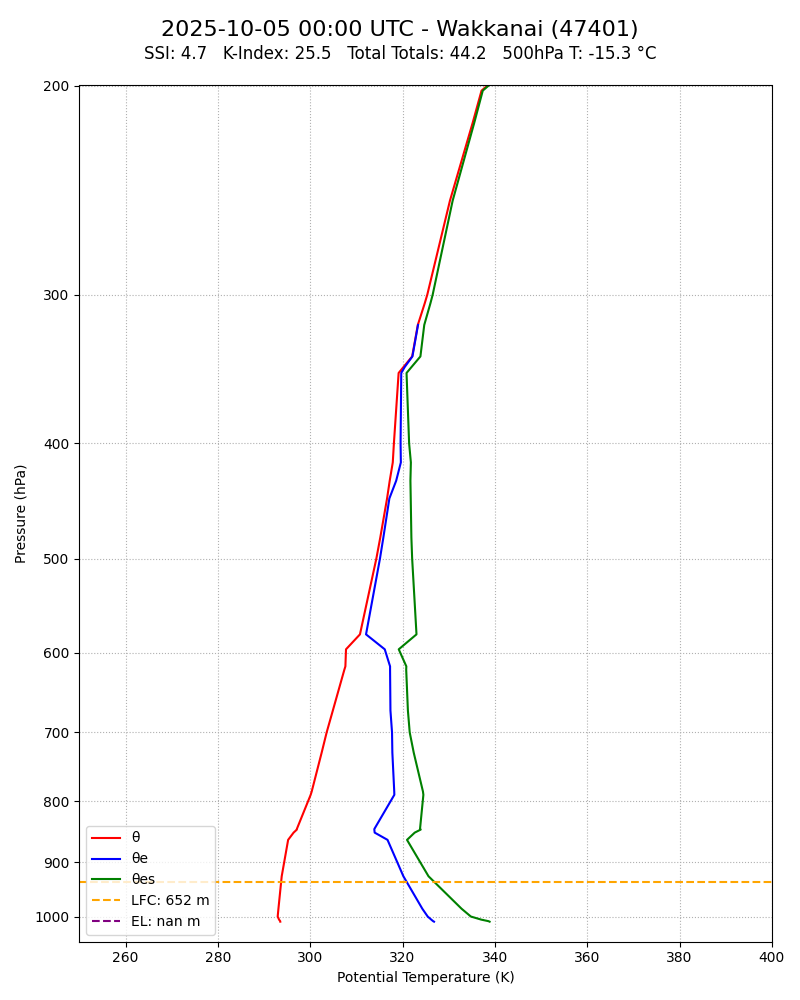 2025-10-05 00:00 UTC - Wakkanai (47401)
SSI: 4.7   K-Index: 25.5   Total Totals: 44.2   500hPa T: -15.3 °C
200
300
400
500
600
700
800
900
1000
Pressure (hPa)
θ
θe
θes
LFC: 652 m
EL: nan m
260 280 300 320 340 360 380 400
Potential Temperature (K)